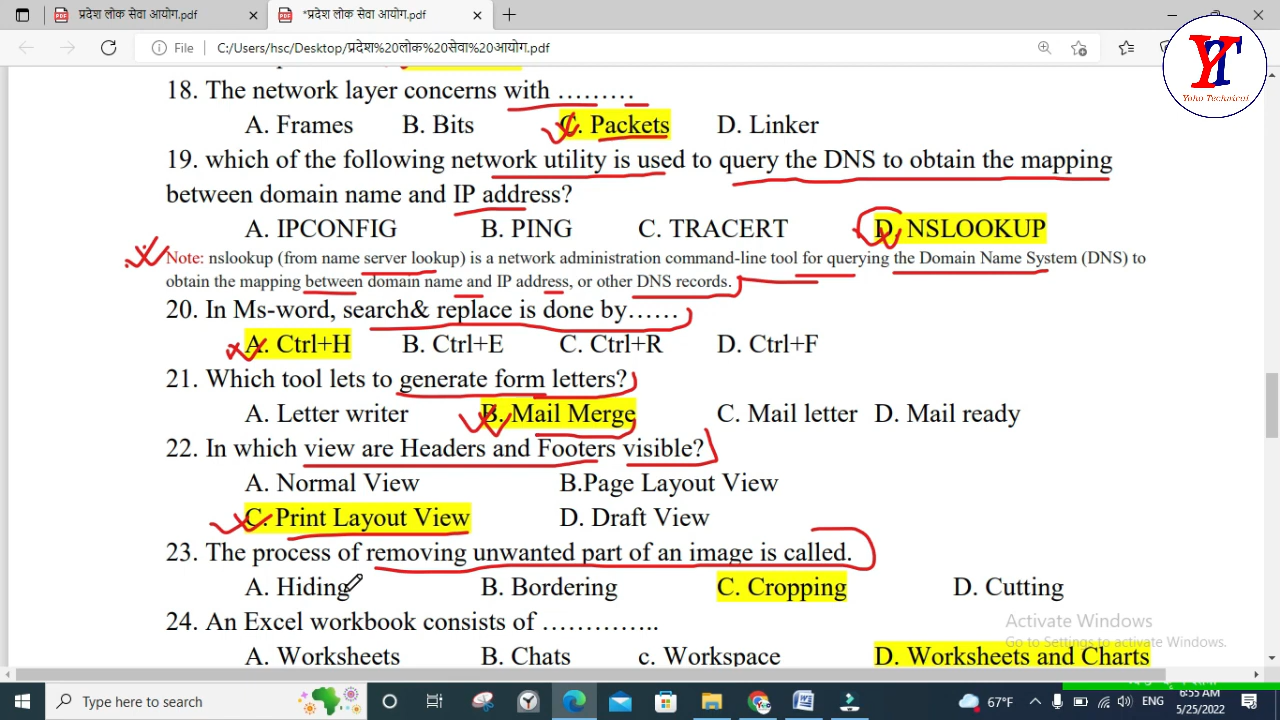 प्रदेश लोक सेवा आयोग.pdf
*प्रदेश लोक सेवा आयोग.pdf
File C:/Users/hsc/Desktop/प्रदेश%20लोक%20सेवा%20आयोग.pdf
YT
Yoho Technical
18. The network layer concerns with ………
A. Frames B. Bits C. Packets D. Linker
19. which of the following network utility is used to query the DNS to obtain the mapping
between domain name and IP address?
A. IPCONFIG B. PING C. TRACERT D. NSLOOKUP
Note: nslookup (from name server lookup) is a network administration command-line tool for querying the Domain Name System (DNS) to
obtain the mapping between domain name and IP address, or other DNS records.
20. In Ms-word, search& replace is done by……
A. Ctrl+H B. Ctrl+E C. Ctrl+R D. Ctrl+F
21. Which tool lets to generate form letters?
A. Letter writer B. Mail Merge C. Mail letter D. Mail ready
22. In which view are Headers and Footers visible?
A. Normal View B.Page Layout View
C. Print Layout View D. Draft View
23. The process of removing unwanted part of an image is called.
A. Hiding B. Bordering C. Cropping D. Cutting
24. An Excel workbook consists of …………..
A. Worksheets B. Chats c. Workspace D. Worksheets and Charts
Activate Windows
Go to Settings to activate Windows.
Type here to search
67°F ENG 6:55 AM
5/25/2022